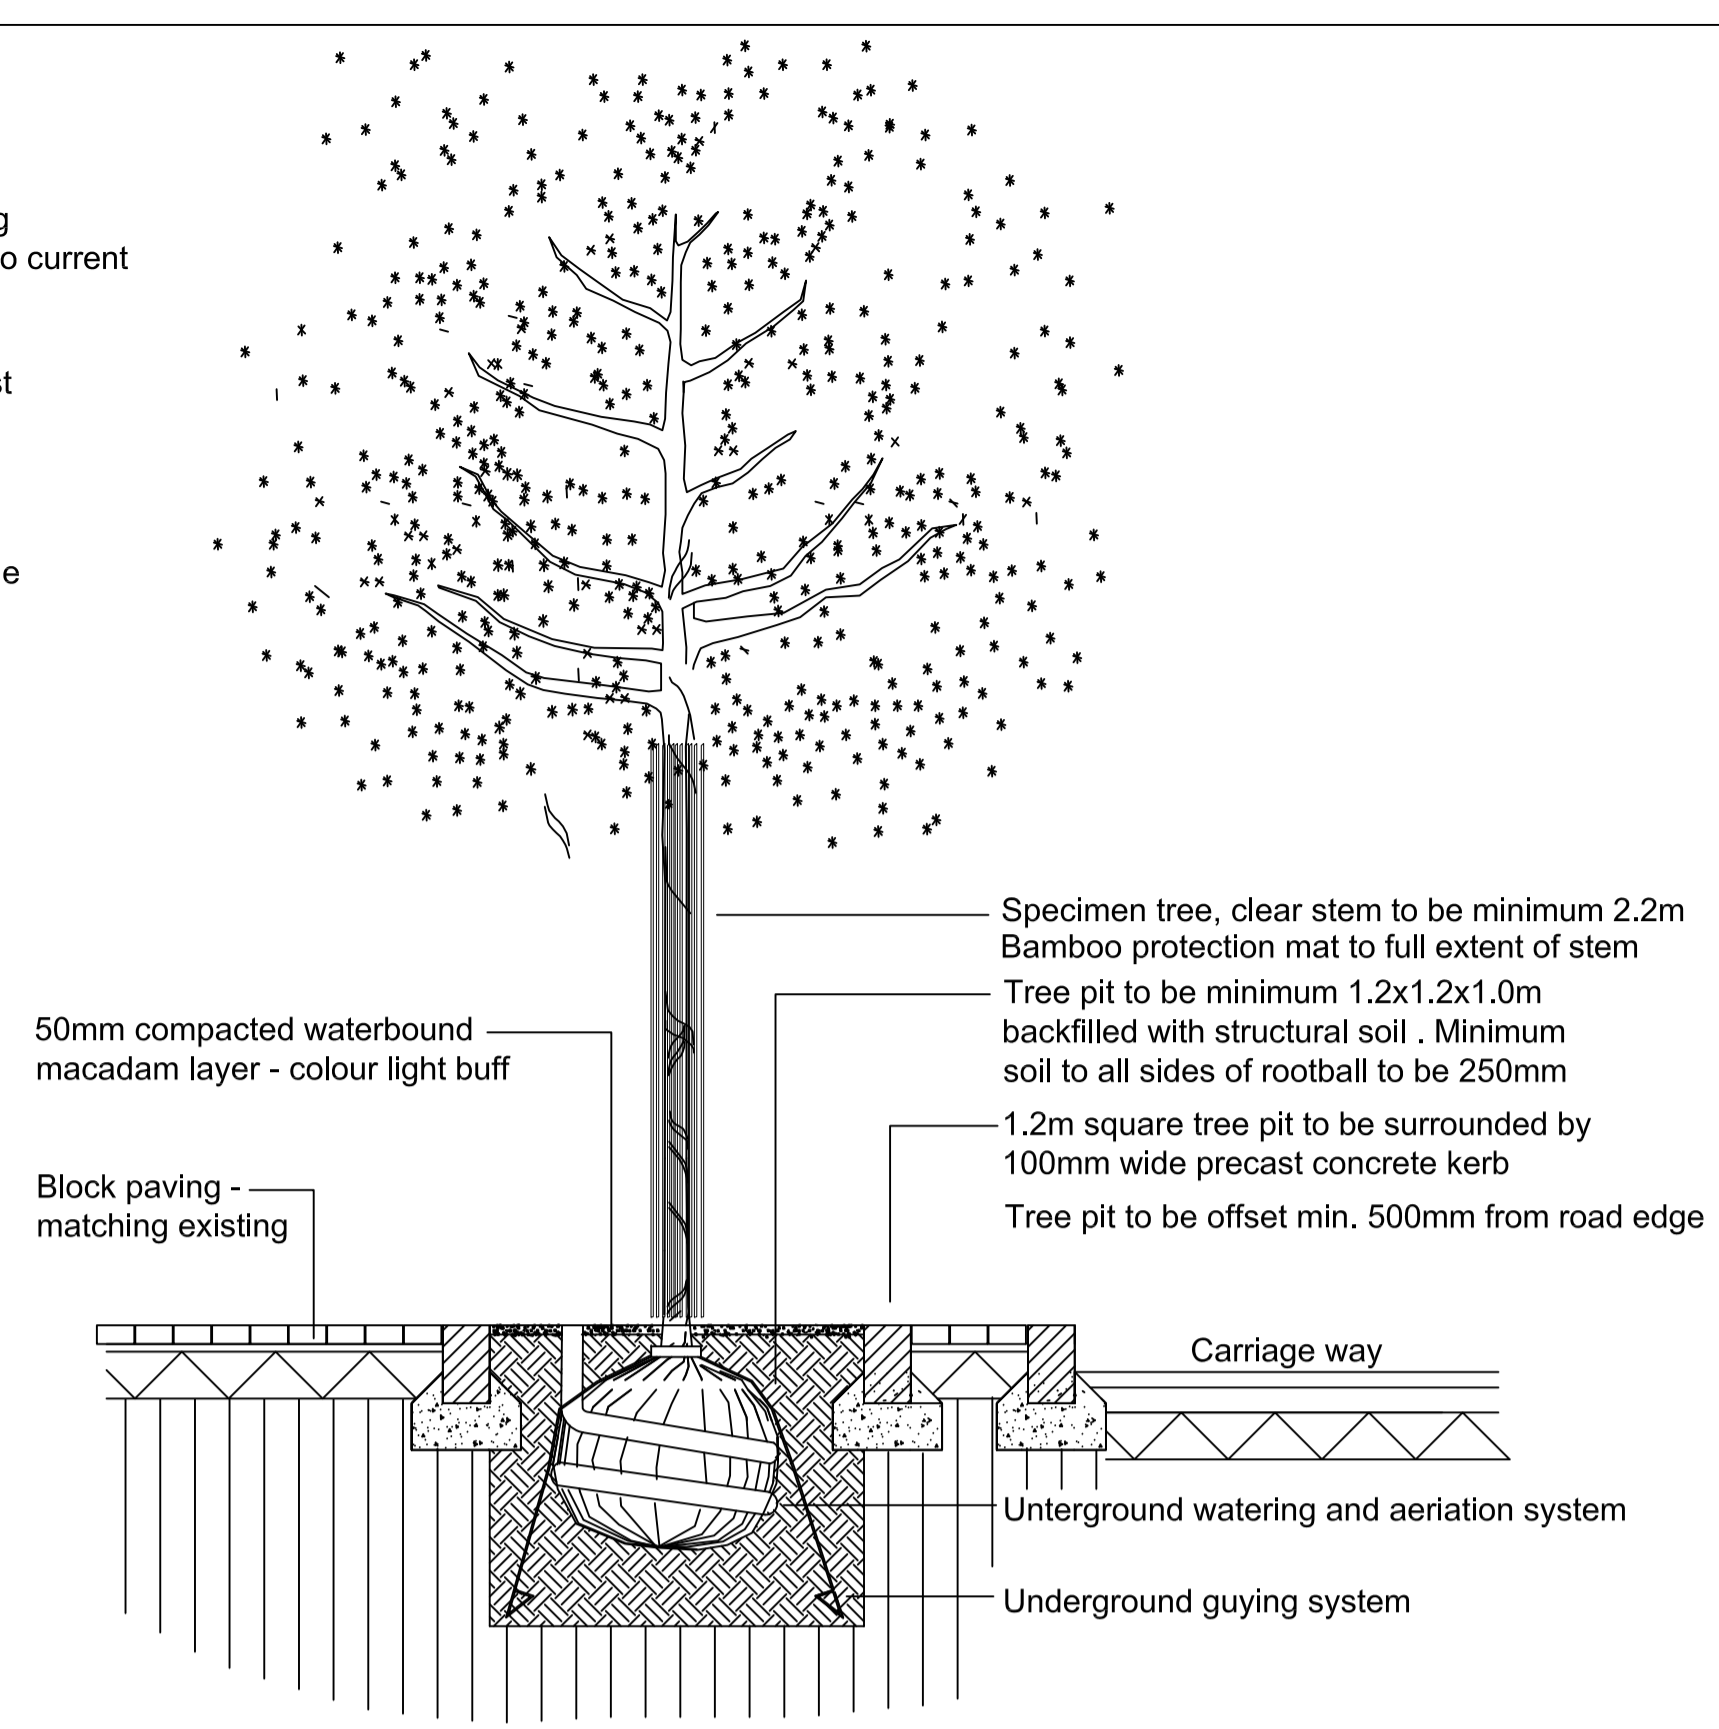 g
o current
st
e
Specimen tree, clear stem to be minimum 2.2m
Bamboo protection mat to full extent of stem
Tree pit to be minimum 1.2x1.2x1.0m
backfilled with structural soil . Minimum
soil to all sides of rootball to be 250mm
50mm compacted waterbound
macadam layer - colour light buff
1.2m square tree pit to be surrounded by
100mm wide precast concrete kerb
Block paving -
matching existing
Tree pit to be offset min. 500mm from road edge
Carriage way
Unterground watering and aeriation system
Underground guying system